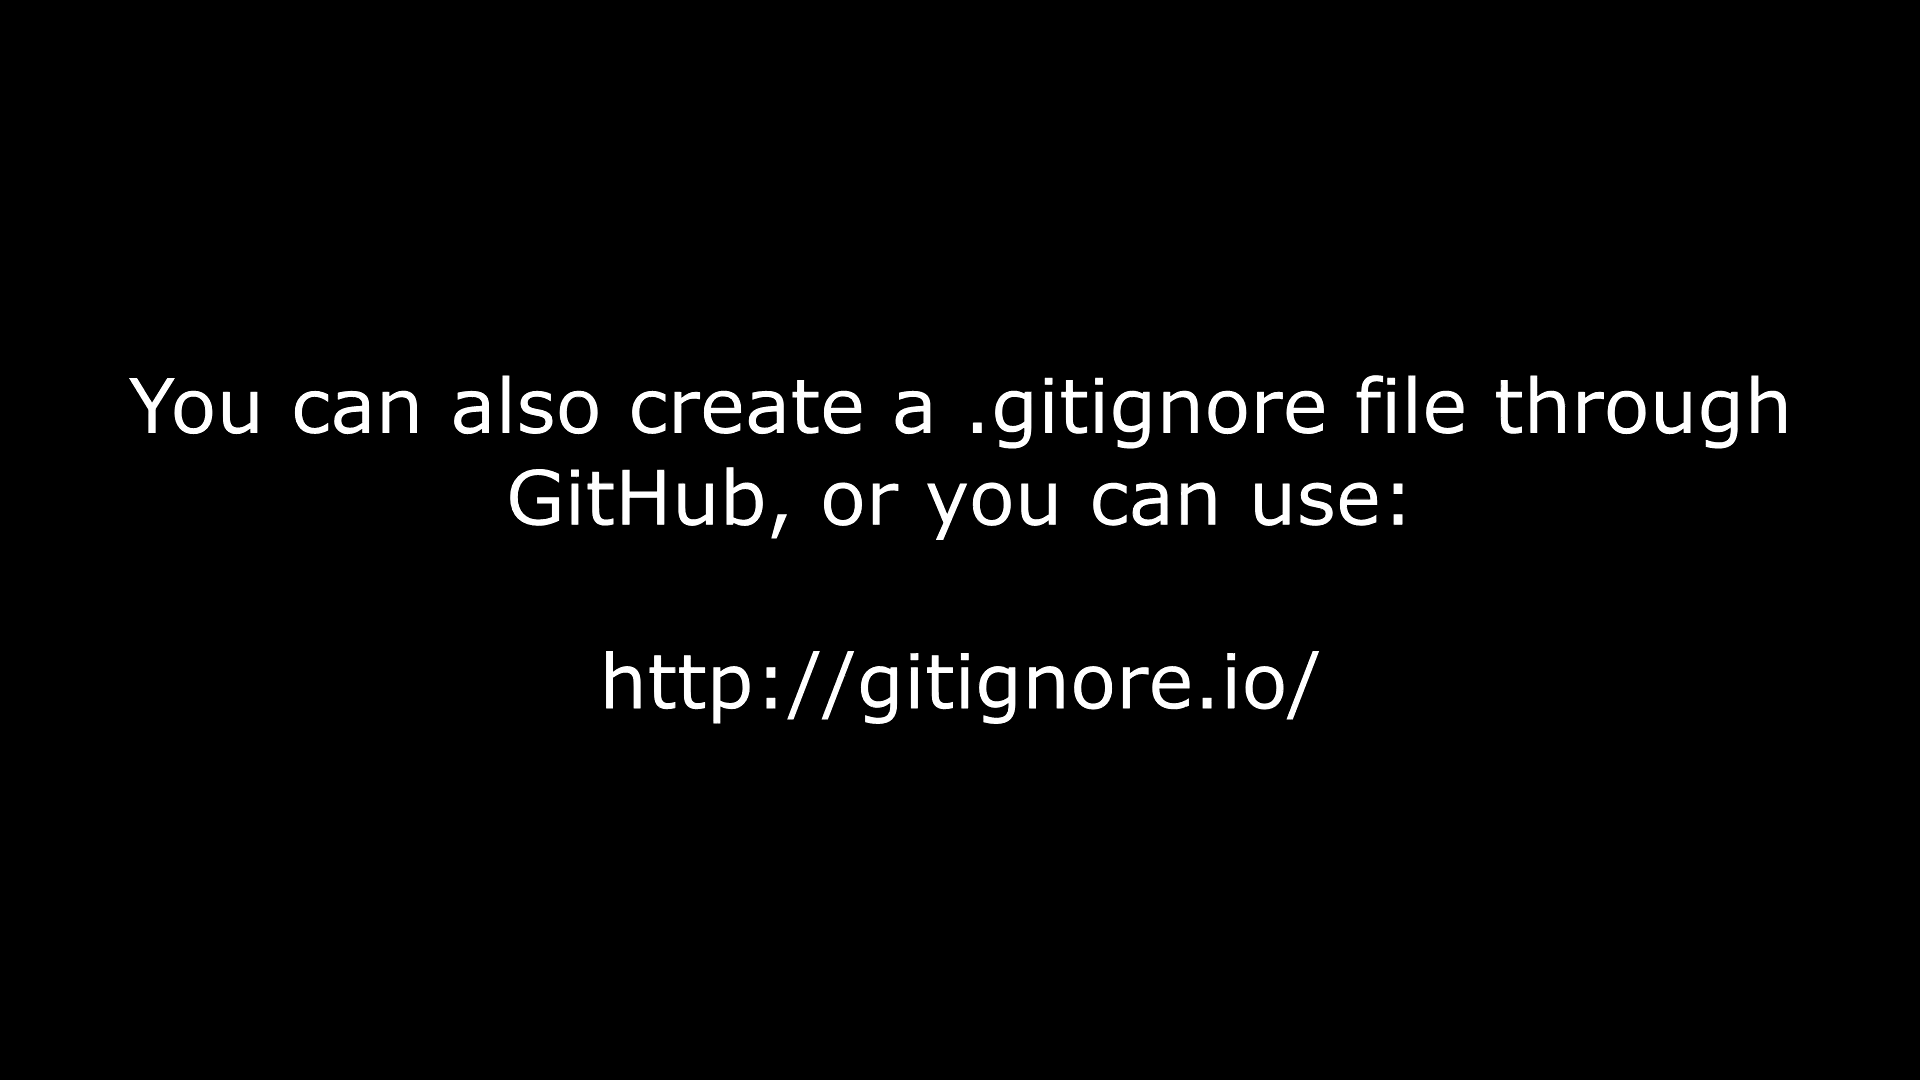 You can also create a .gitignore file through
GitHub, or you can use:
http://gitignore.io/